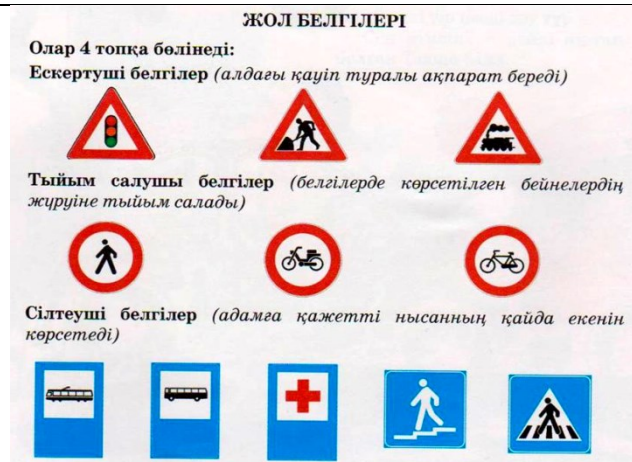 ЖОЛ БЕЛГІЛЕРІ
Олар 4 топқа бөлінеді:
Ескертуші белгілер (алдағы қауіп туралы ақпарат береді)
Тыйым салушы белгілер (белгілерде көрсетілген бейнелердің
жүруіне тыйым салады)
Сілтеуші белгілер (адамға қажетті нысанның қайда екенін
көрсетеді)